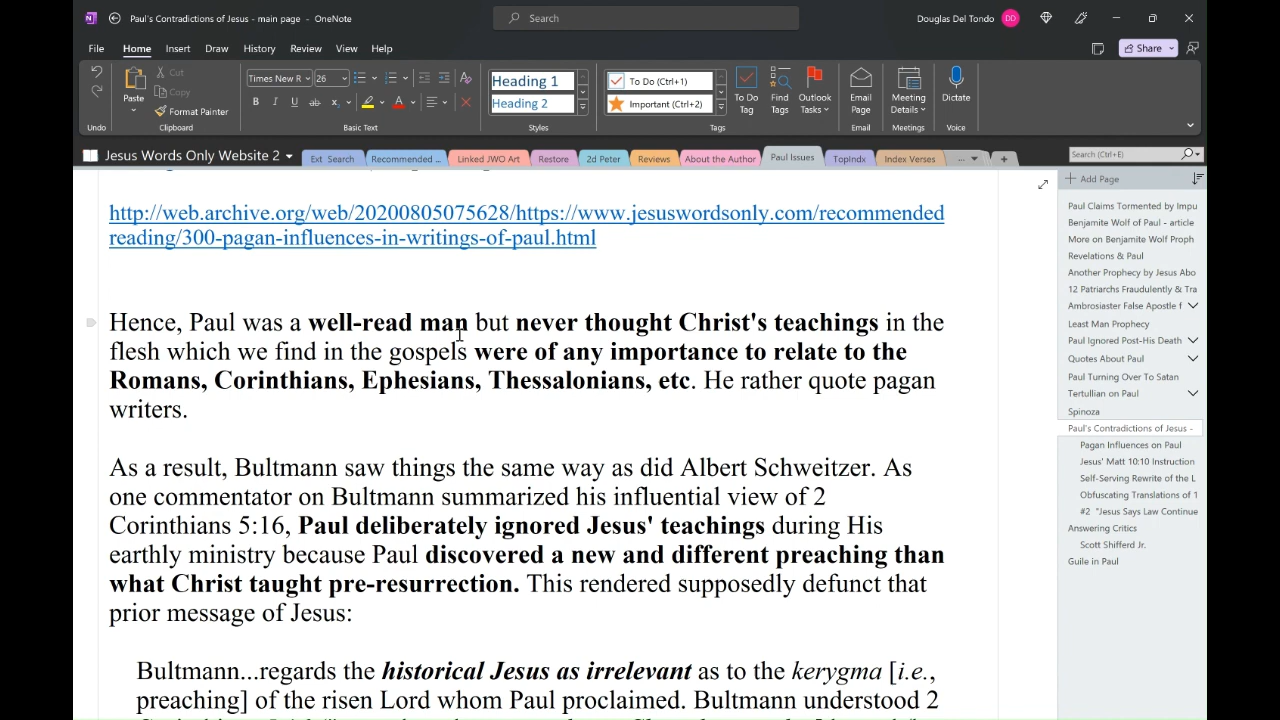 Paul's Contradictions of Jesus - main page - OneNote
Search
Douglas Del Tondo
DD
File Home Insert Draw History Review View Help
Share
Paste
Cut
Copy
Format Painter
Times New R 26
B I U ab x
Heading 1
Heading 2
To Do (Ctrl+1)
Important (Ctrl+2)
To Do Tag
Find Tags
Outlook Tasks
Email Page
Meeting Details
Dictate
Undo Clipboard Basic Text Styles Tags Email Meetings Voice
Jesus Words Only Website 2
Ext Search Recommended ... Linked JWO Art Restore 2d Peter Reviews About the Author Paul Issues TopIndx Index Verses ... +
Search (Ctrl+E)
http://web.archive.org/web/20200805075628/https://www.jesuswordsonly.com/recommended
reading/300-pagan-influences-in-writings-of-paul.html
Hence, Paul was a well-read man but never thought Christ's teachings in the
flesh which we find in the gospels were of any importance to relate to the
Romans, Corinthians, Ephesians, Thessalonians, etc. He rather quote pagan
writers.
As a result, Bultmann saw things the same way as did Albert Schweitzer. As
one commentator on Bultmann summarized his influential view of 2
Corinthians 5:16, Paul deliberately ignored Jesus' teachings during His
earthly ministry because Paul discovered a new and different preaching than
what Christ taught pre-resurrection. This rendered supposedly defunct that
prior message of Jesus:
Bultmann...regards the historical Jesus as irrelevant as to the kerygma [i.e.,
preaching] of the risen Lord whom Paul proclaimed. Bultmann understood 2
Add Page
Paul Claims Tormented by Impu
Benjamite Wolf of Paul - article
More on Benjamite Wolf Proph
Revelations & Paul
Another Prophecy by Jesus Abo
12 Patriarchs Fraudulently & Tra
Ambrosiaster False Apostle f
Least Man Prophecy
Paul Ignored Post-His Death
Quotes About Paul
Paul Turning Over To Satan
Tertullian on Paul
Spinoza
Paul's Contradictions of Jesus -
Pagan Influences on Paul
Jesus' Matt 10:10 Instruction
Self-Serving Rewrite of the L
Obfuscating Translations of 1
#2 "Jesus Says Law Continue
Answering Critics
Scott Shifferd Jr.
Guile in Paul